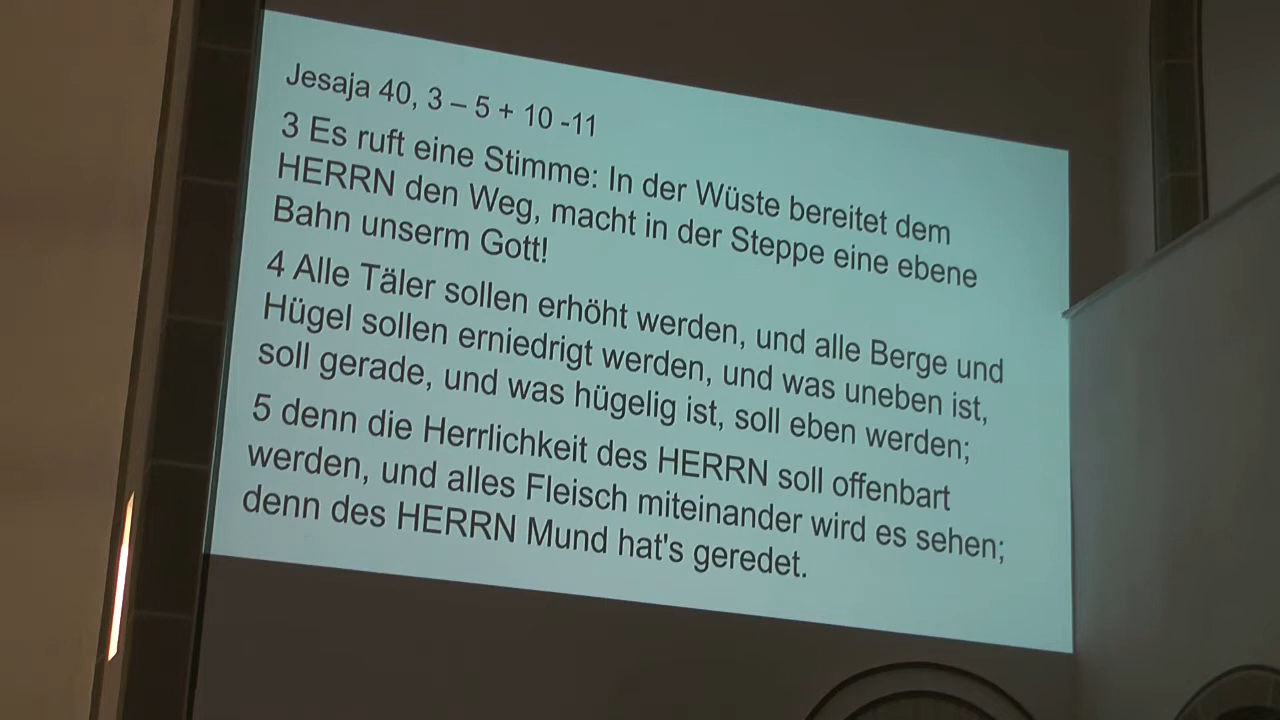 Jesaja 40, 3 – 5 + 10 -11
3 Es ruft eine Stimme: In der Wüste bereitet dem
HERRN den Weg, macht in der Steppe eine ebene
Bahn unserm Gott!
4 Alle Täler sollen erhöht werden, und alle Berge und
Hügel sollen erniedrigt werden, und was uneben ist,
soll gerade, und was hügelig ist, soll eben werden;
5 denn die Herrlichkeit des HERRN soll offenbart
werden, und alles Fleisch miteinander wird es sehen;
denn des HERRN Mund hat's geredet.